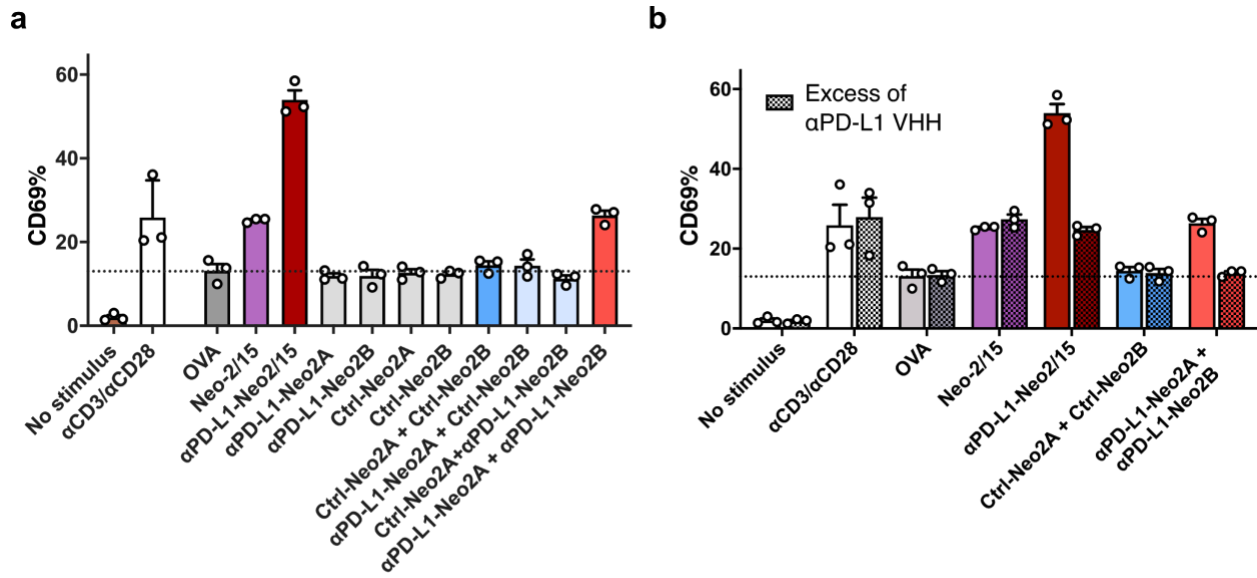 a
CD69%
60
40
20
0
No stimulus
αCD3/αCD28
OVA
Neo-2/15
αPD-L1-Neo2/15
αPD-L1-Neo2A
αPD-L1-Neo2B
Ctrl-Neo2A
Ctrl-Neo2B
Ctrl-Neo2A + Ctrl-Neo2B
αPD-L1-Neo2A + Ctrl-Neo2B
Ctrl-Neo2A+αPD-L1-Neo2B
αPD-L1-Neo2A + αPD-L1-Neo2B
b
CD69%
60
40
20
0
Excess of
αPD-L1 VHH
No stimulus
αCD3/αCD28
OVA
Neo-2/15
αPD-L1-Neo2/15
Ctrl-Neo2A + Ctrl-Neo2B
αPD-L1-Neo2A +
αPD-L1-Neo2B